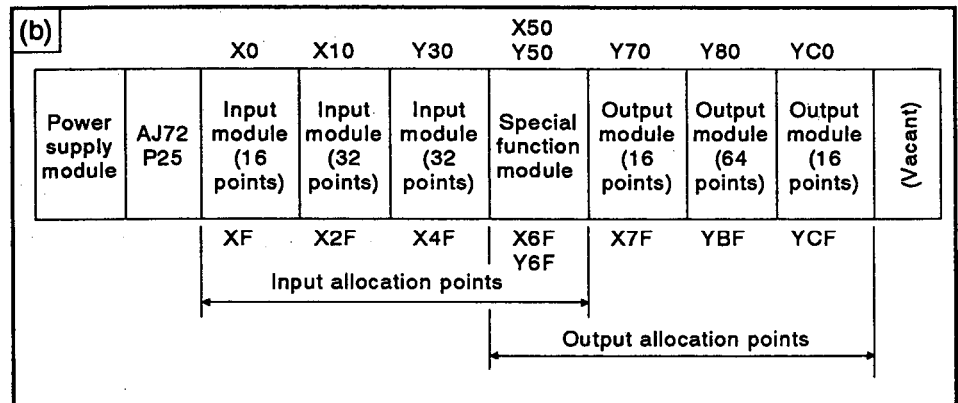 (b)
X50
X0 X10 Y30 Y50 Y70 Y80 YC0
Power supply module
AJ72 P25
Input module (16 points)
Input module (32 points)
Input module (32 points)
Special function module
Output module (16 points)
Output module (64 points)
Output module (16 points)
(Vacant)
XF X2F X4F X6F X7F YBF YCF
Y6F
Input allocation points
Output allocation points